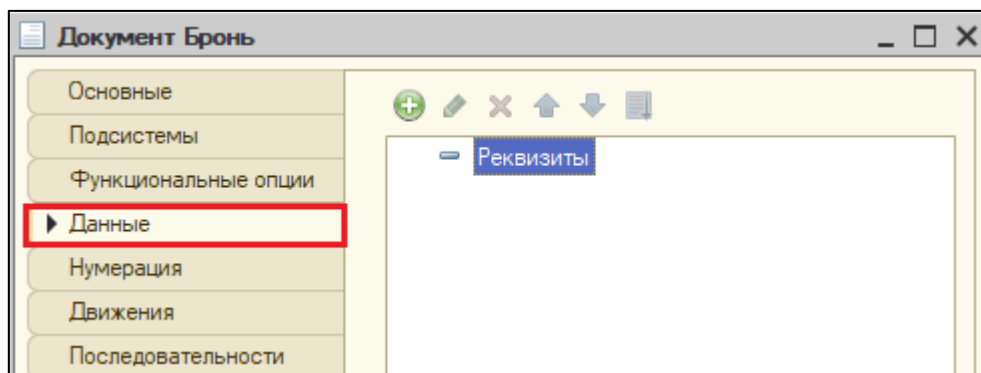 Документ Бронь
Основные
Подсистемы
Функциональные опции
Данные
Нумерация
Движения
Последовательности
Реквизиты